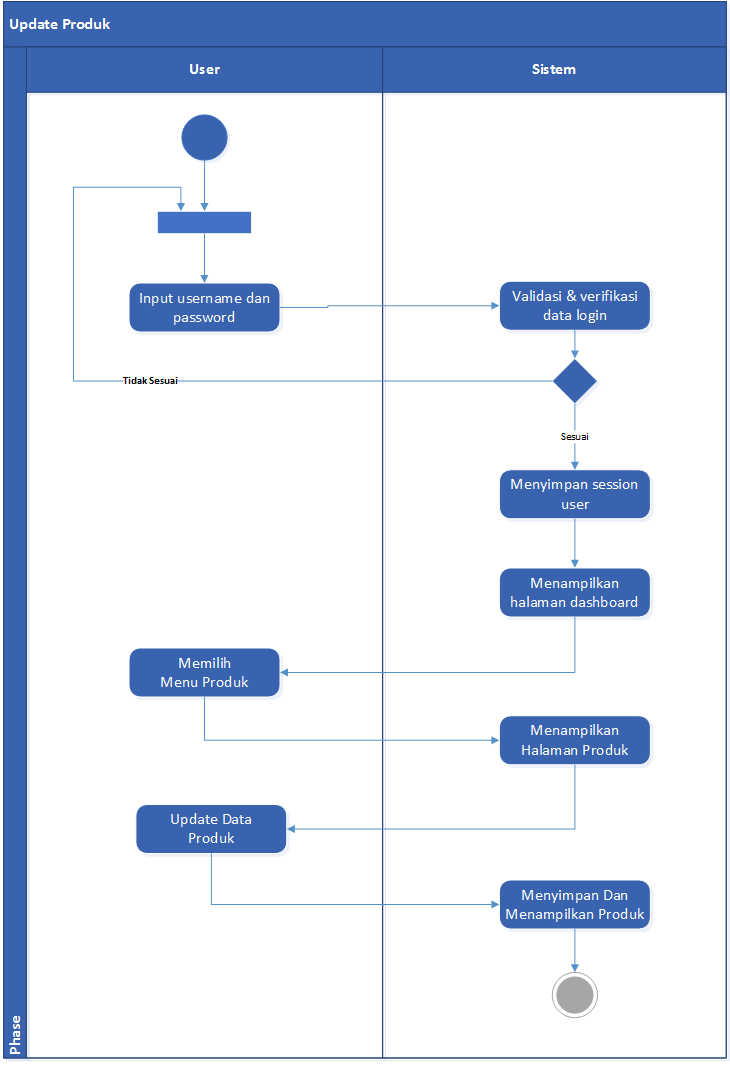 Update Produk
User
Sistem
Input username dan
password
Validasi & verifikasi
data login
Tidak Sesuai
Sesuai
Menyimpan session
user
Menampilkan
halaman dashboard
Memilih
Menu Produk
Menampilkan
Halaman Produk
Update Data
Produk
Menyimpan Dan
Menampilkan Produk
Phase